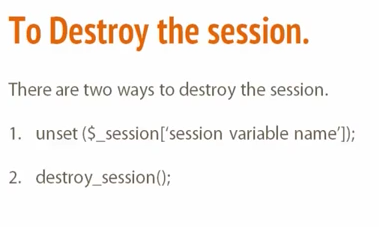 To Destroy the session.
There are two ways to destroy the session.
1. unset ($_session[‘session variable name’]);
2. destroy_session();